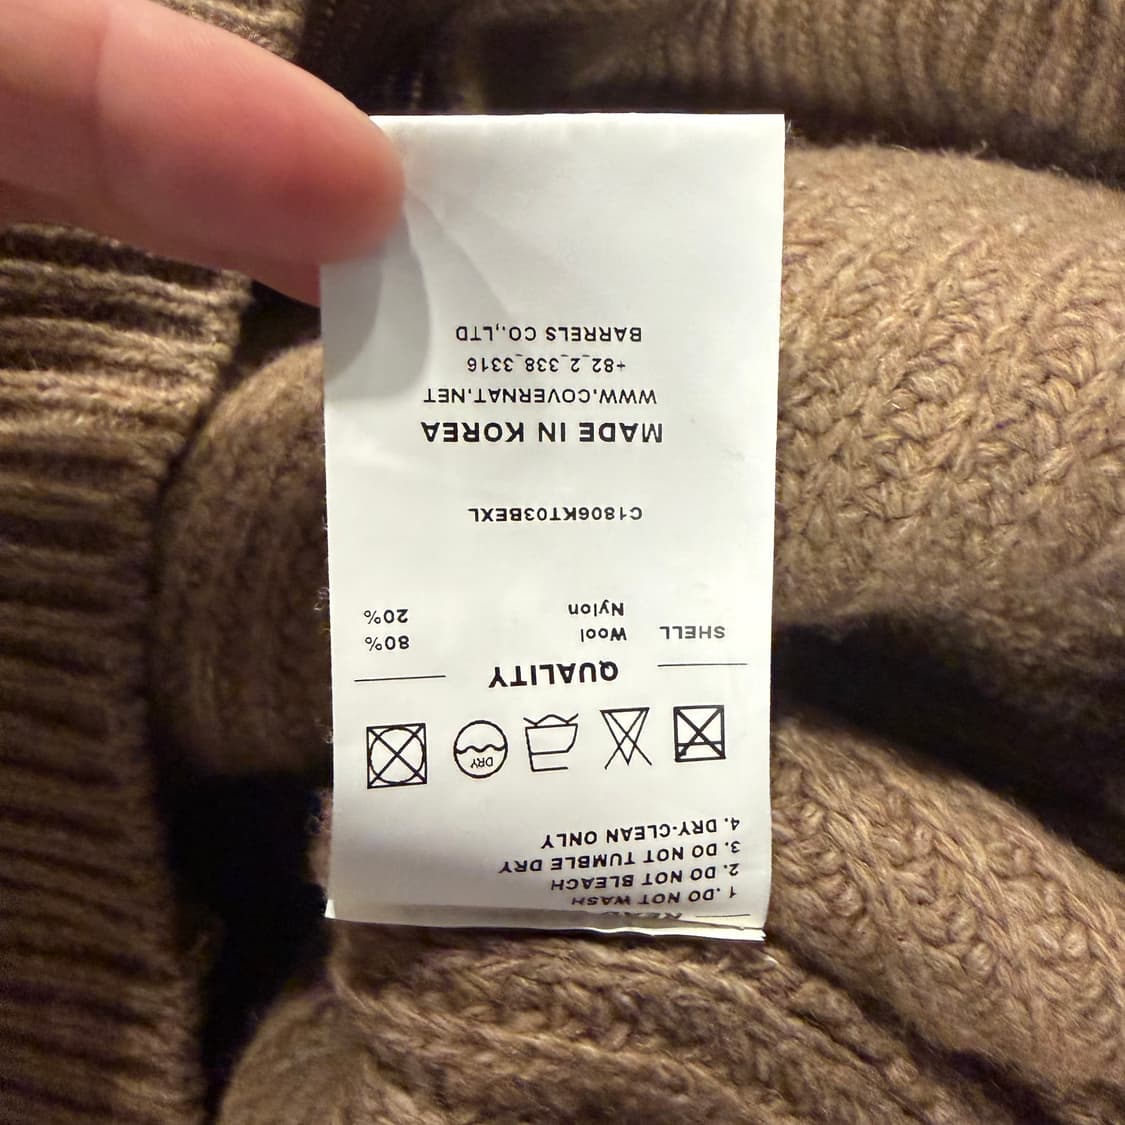 1. DO NOT WASH
2. DO NOT BLEACH
3. DO NOT TUMBLE DRY
4. DRY-CLEAN ONLY
DRY
QUALITY
SHELL Wool 80%
Nylon 20%
C1806KT03BEXL
MADE IN KOREA
WWW.COVERNAT.NET
+82_2_338_3316
BARRELS CO.,LTD